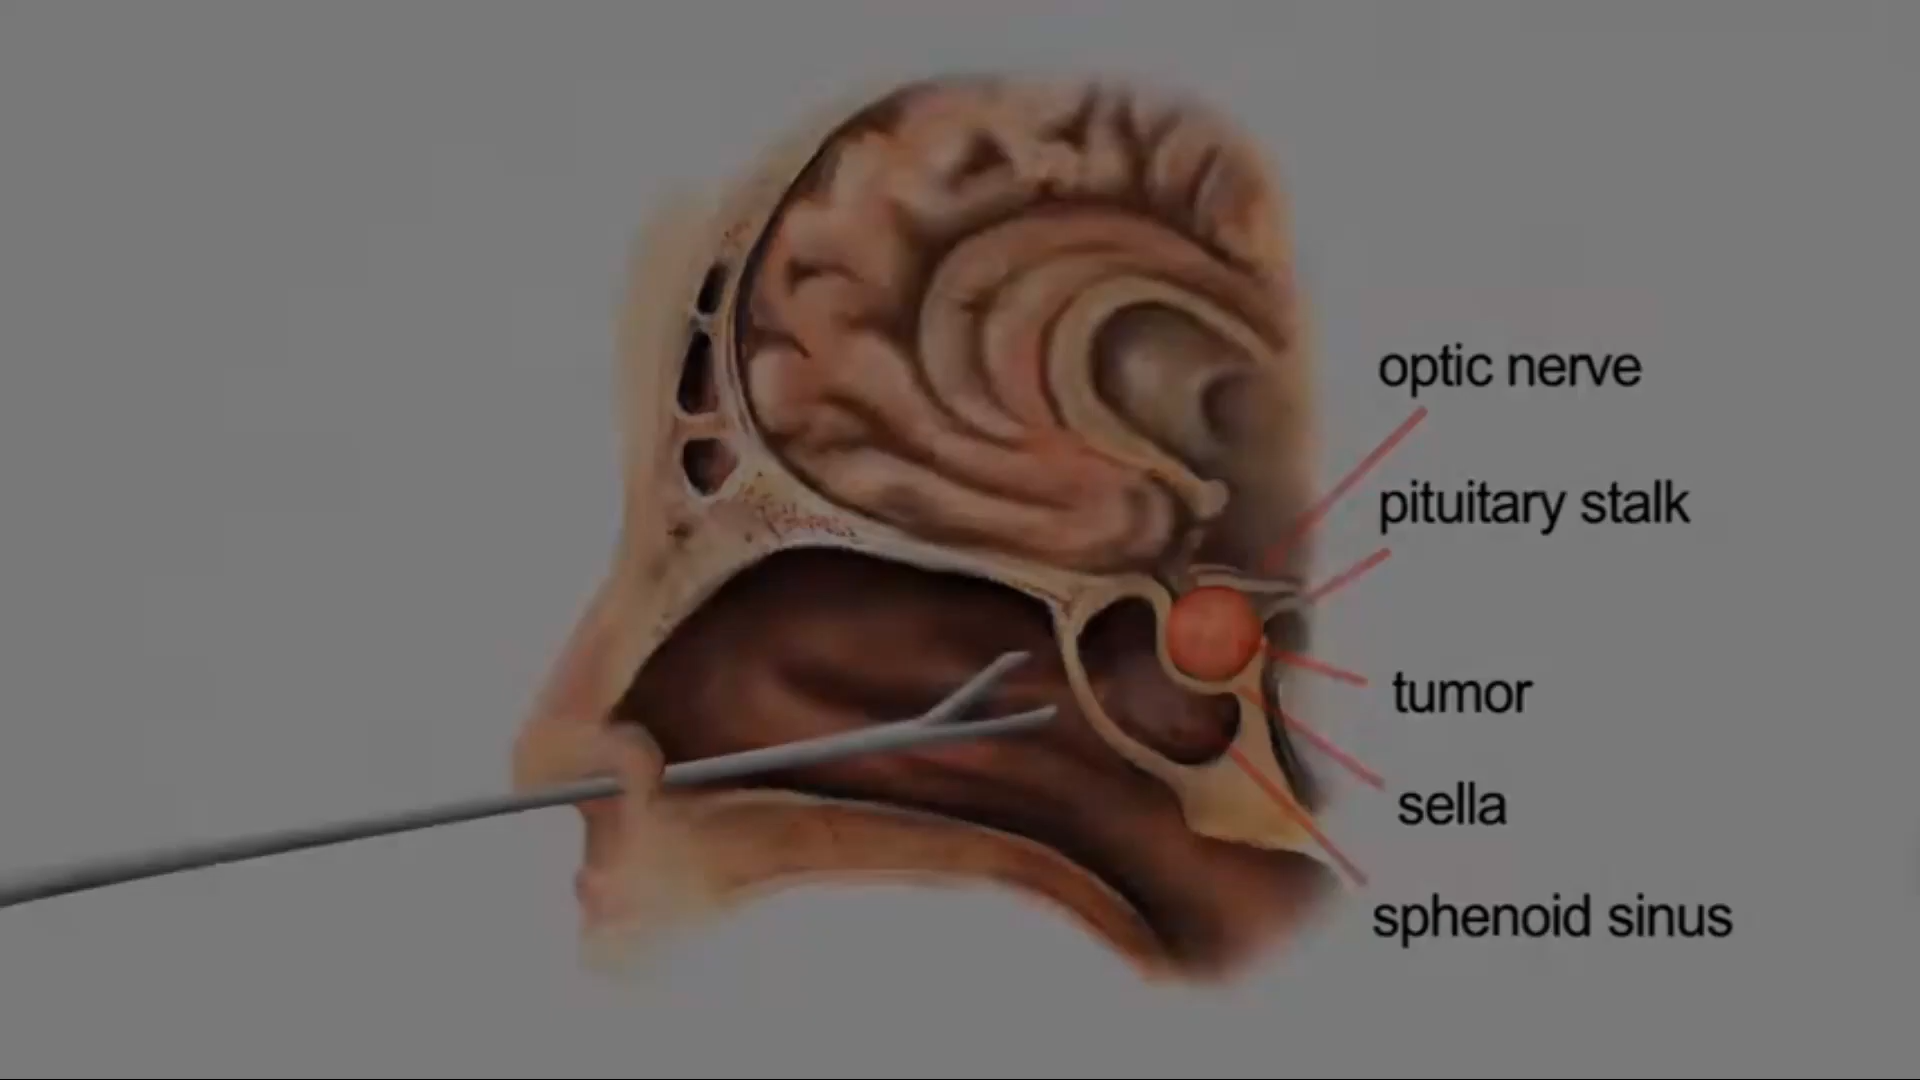 optic nerve
pituitary stalk
tumor
sella
sphenoid sinus